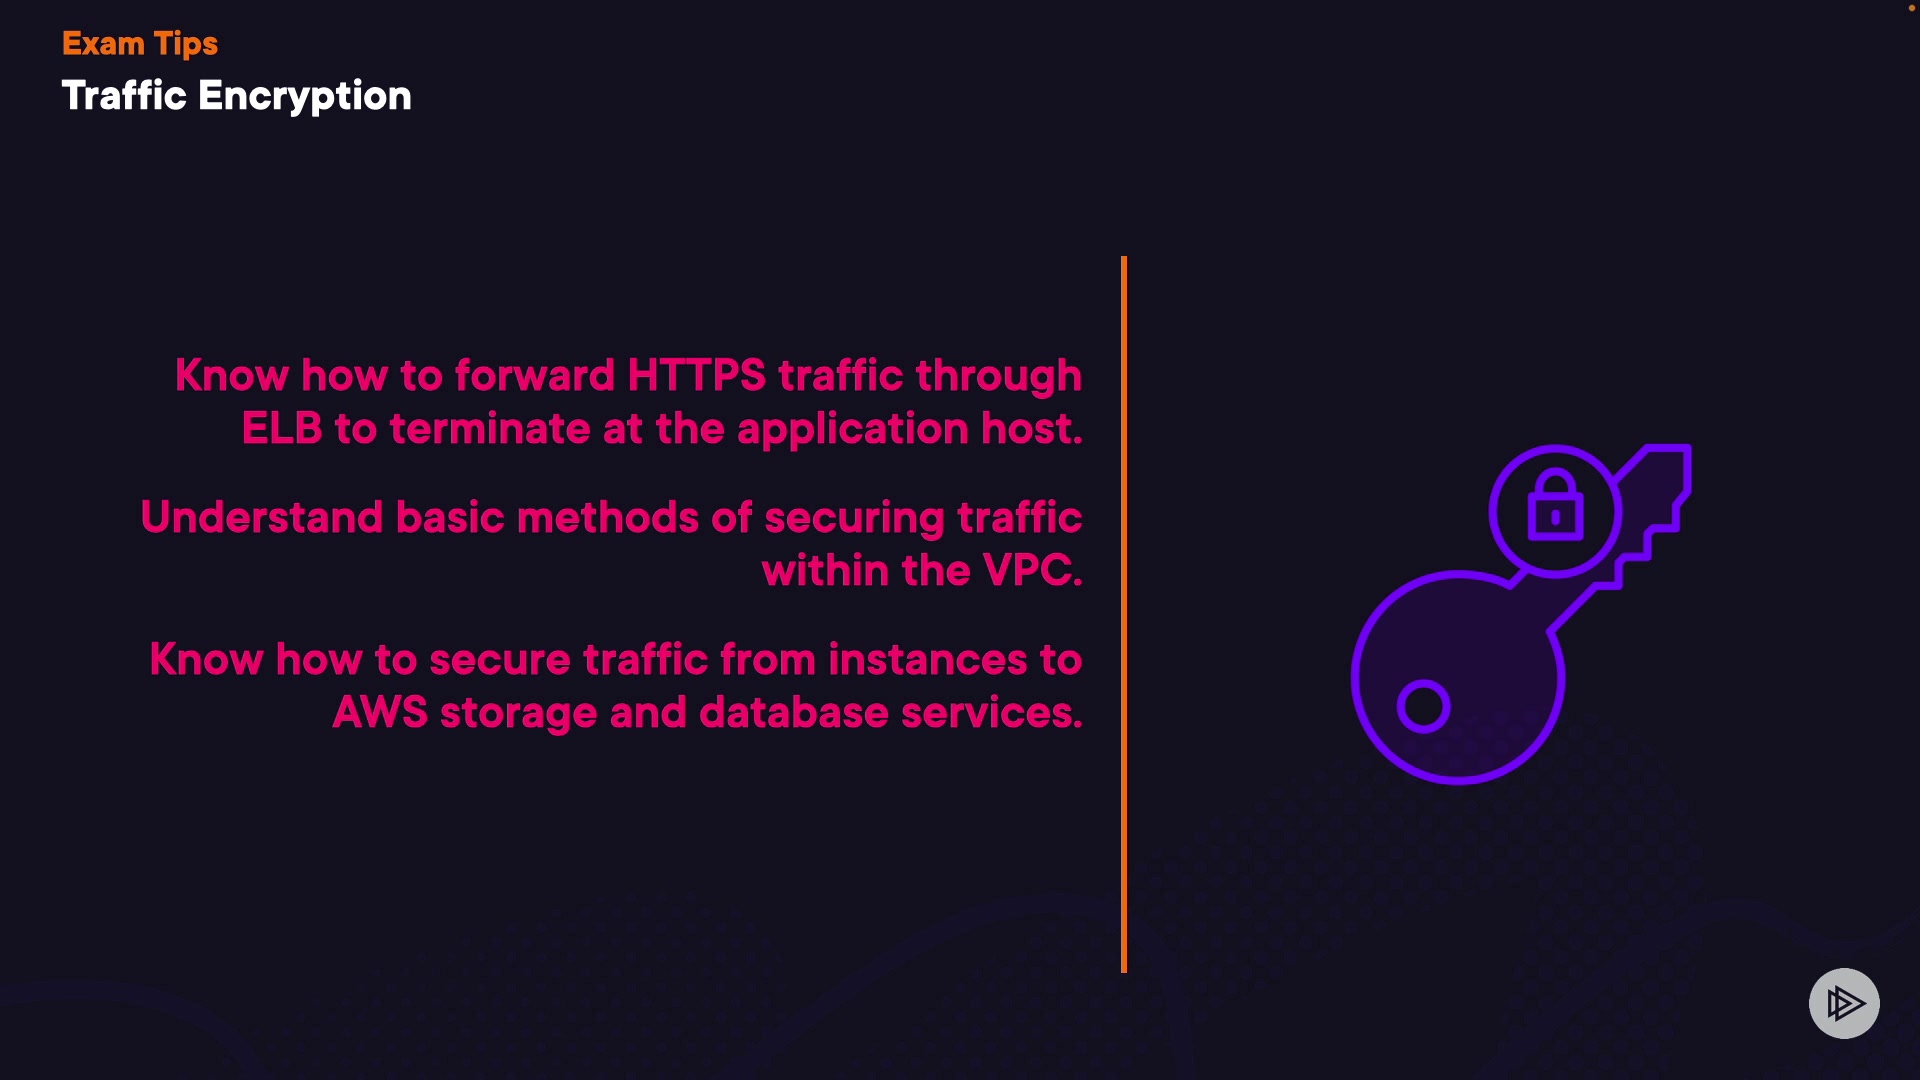 Exam Tips
Traffic Encryption
Know how to forward HTTPS traffic through
ELB to terminate at the application host.
Understand basic methods of securing traffic
within the VPC.
Know how to secure traffic from instances to
AWS storage and database services.